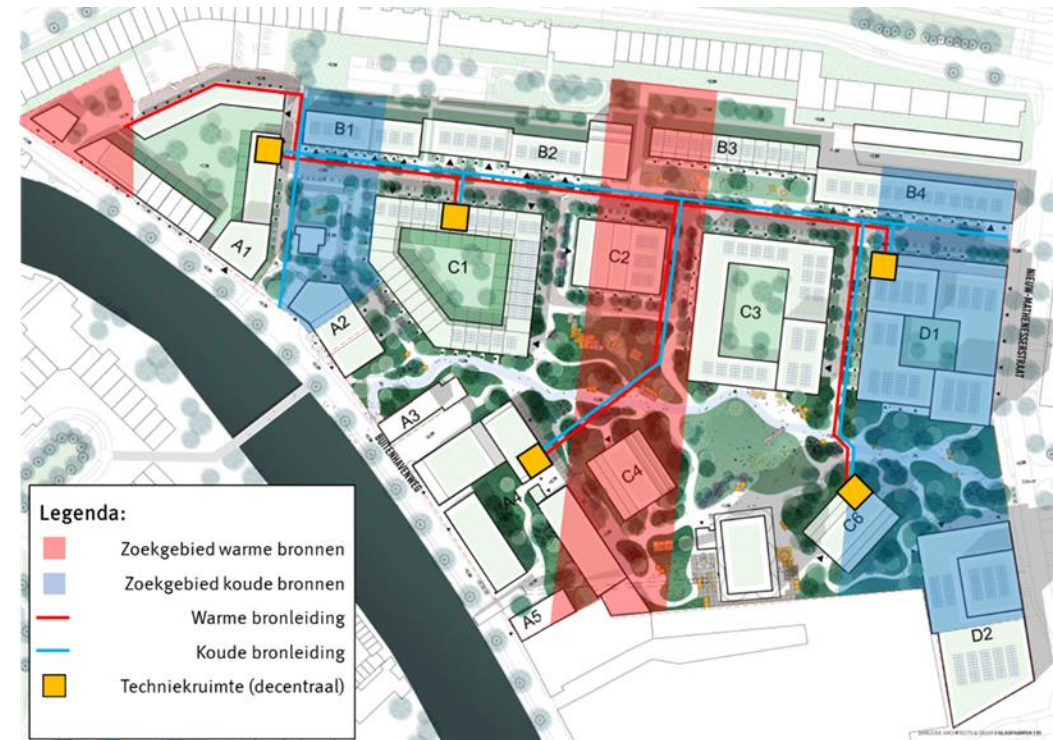 B1
B2
B3
B4
A1
C1
C2
C3
D1
NIEUW-MATHENESSERSTRAAT
A2
A3
BUITENHAVENWEG
A4
C4
C6
A5
D2
Legenda:
Zoekgebied warme bronnen
Zoekgebied koude bronnen
Warme bronleiding
Koude bronleiding
Techniekruimte (decentraal)